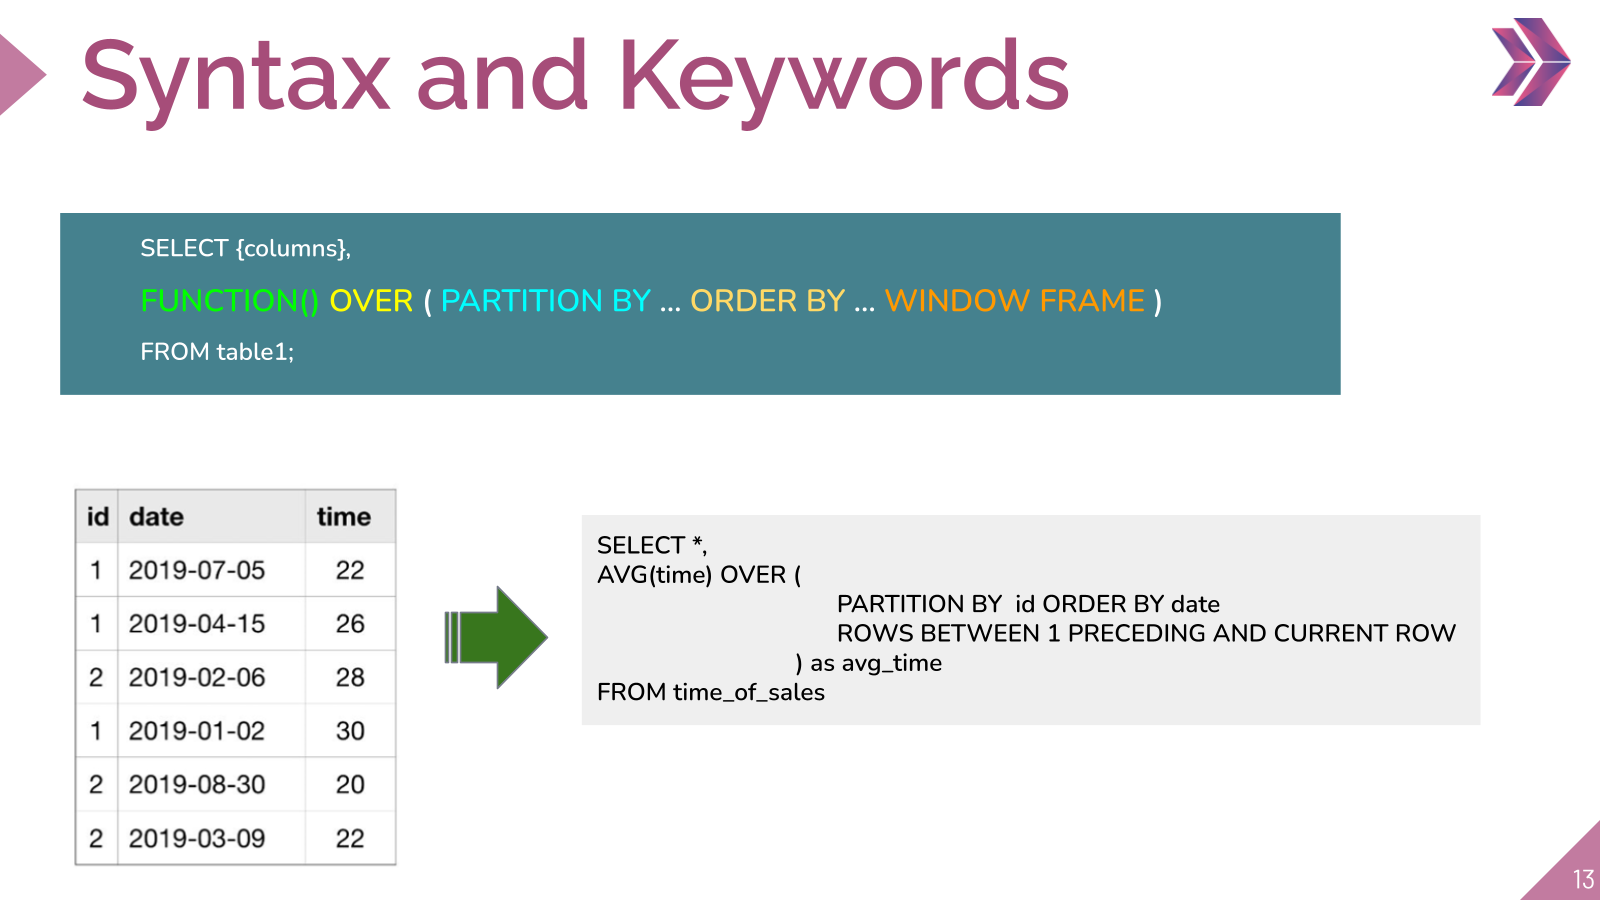 Syntax and Keywords
SELECT {columns},
FUNCTION() OVER ( PARTITION BY ... ORDER BY ... WINDOW FRAME )
FROM table1;
id date time
1 2019-07-05 22
1 2019-04-15 26
2 2019-02-06 28
1 2019-01-02 30
2 2019-08-30 20
2 2019-03-09 22
SELECT *,
AVG(time) OVER (
PARTITION BY  id ORDER BY date
ROWS BETWEEN 1 PRECEDING AND CURRENT ROW
) as avg_time
FROM time_of_sales
13